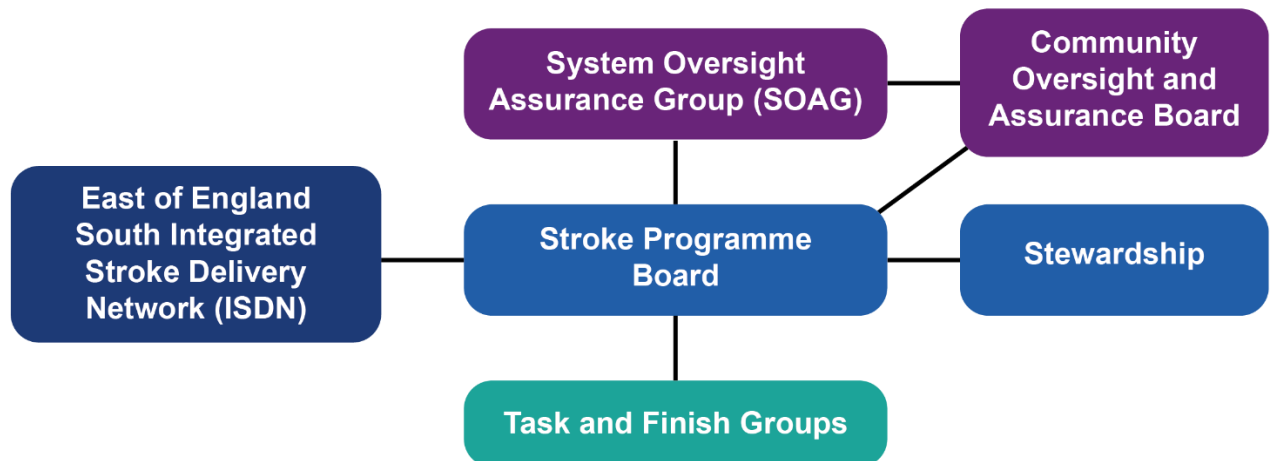 System Oversight
Assurance Group (SOAG)
Community
Oversight and
Assurance Board
East of England
South Integrated
Stroke Delivery
Network (ISDN)
Stroke Programme
Board
Stewardship
Task and Finish Groups